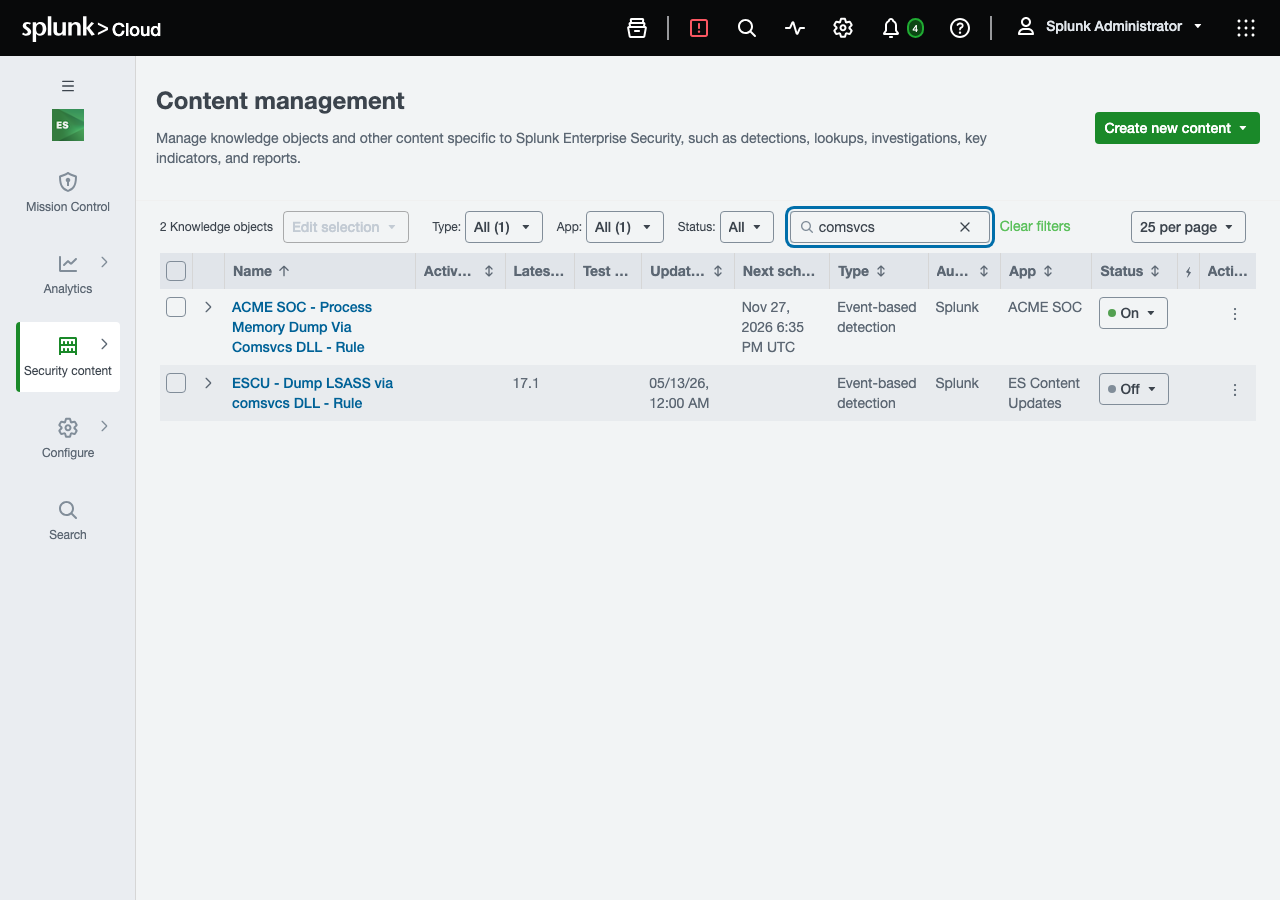 splunk>Cloud
4
Splunk Administrator
ES
Mission Control
Analytics
Security content
Configure
Search
Content management
Manage knowledge objects and other content specific to Splunk Enterprise Security, such as detections, lookups, investigations, key
indicators, and reports.
Create new content
2 Knowledge objects Edit selection Type: All (1) App: All (1) Status: All comsvcs Clear filters 25 per page
Name Activ... Lates... Test ... Updat... Next sch... Type Au... App Status Acti...
ACME SOC - Process
Memory Dump Via
Comsvcs DLL - Rule
Nov 27,
2026 6:35
PM UTC
Event-based
detection
Splunk
ACME SOC
On
ESCU - Dump LSASS via
comsvcs DLL - Rule
17.1
05/13/26,
12:00 AM
Event-based
detection
Splunk
ES Content
Updates
Off